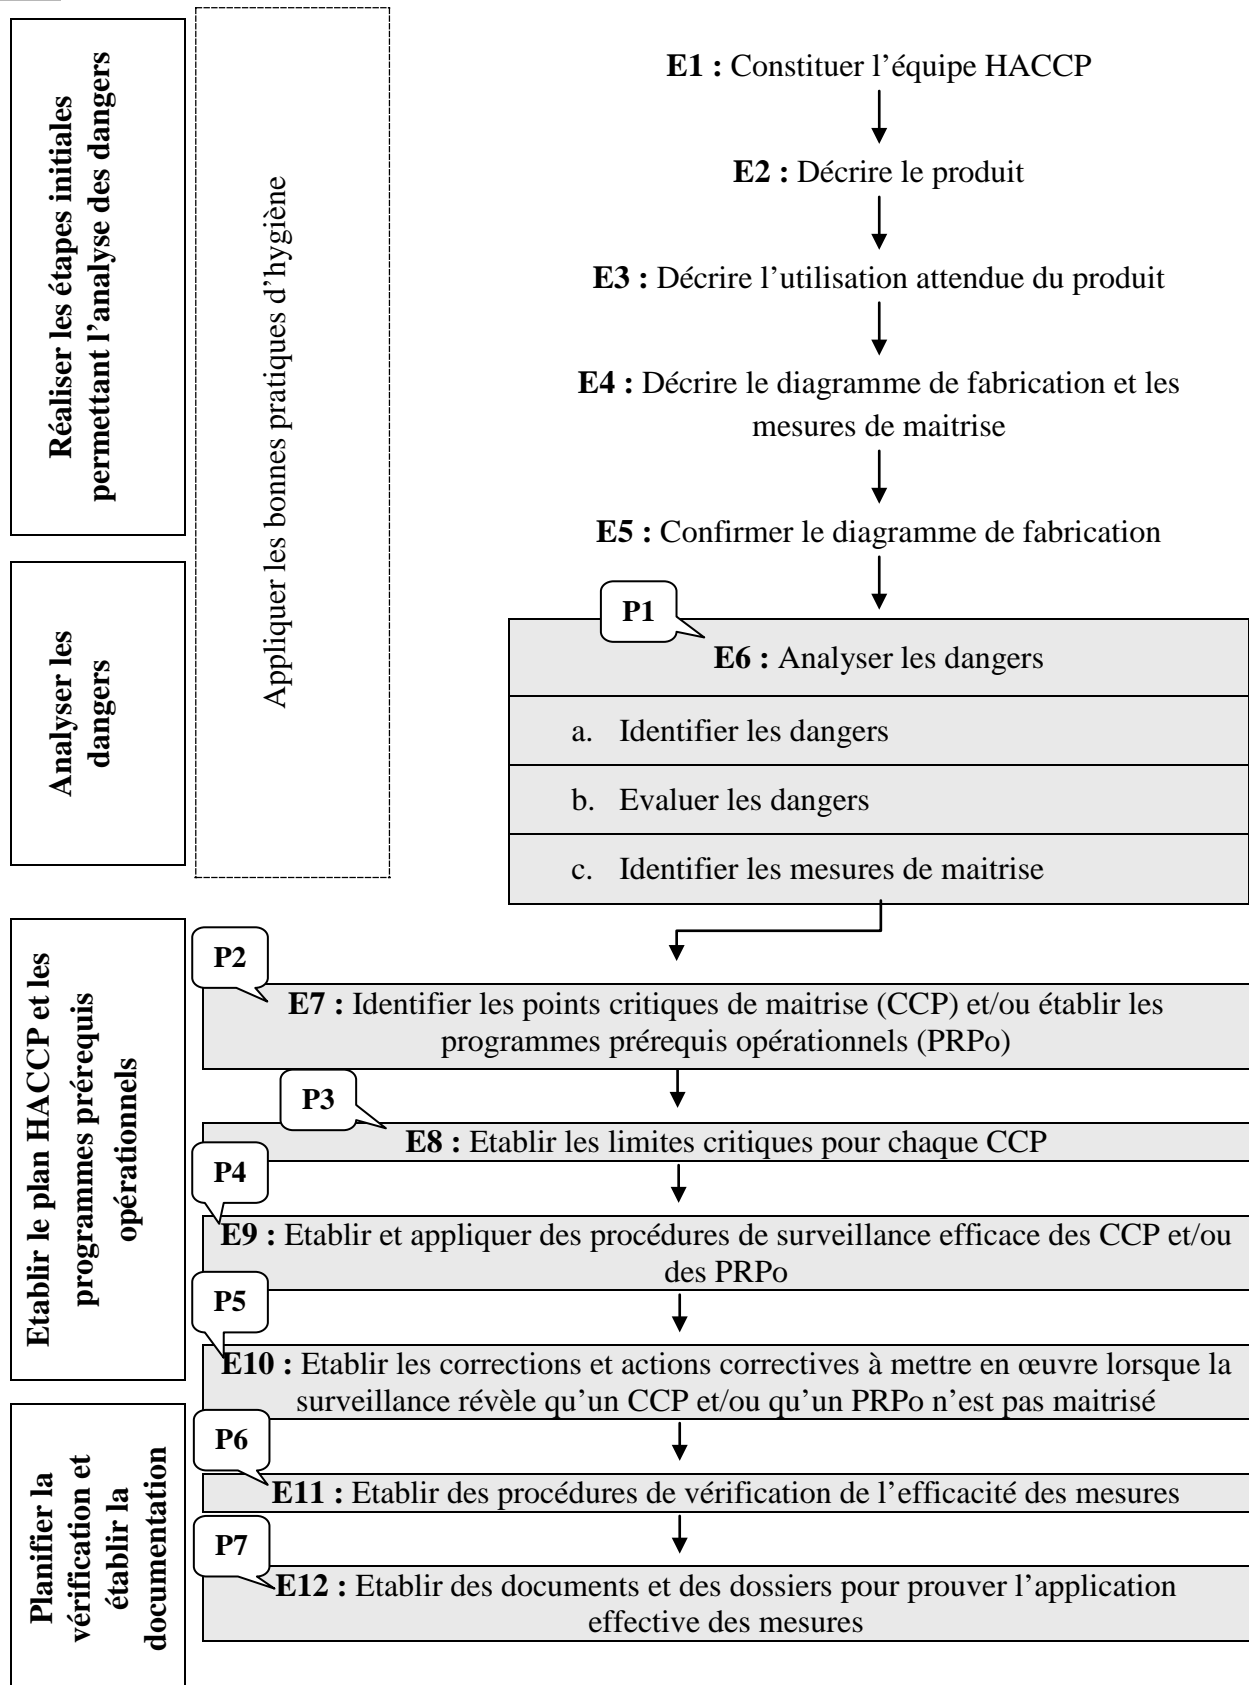 Réaliser les étapes initiales
permettant l'analyse des dangers
Appliquer les bonnes pratiques d'hygiène
E1 : Constituer l'équipe HACCP
E2 : Décrire le produit
E3 : Décrire l'utilisation attendue du produit
E4 : Décrire le diagramme de fabrication et les
mesures de maitrise
E5 : Confirmer le diagramme de fabrication
Analyser les
dangers
P1
E6 : Analyser les dangers
a. Identifier les dangers
b. Evaluer les dangers
c. Identifier les mesures de maitrise
Etablir le plan HACCP et les
programmes prérequis
opérationnels
P2
E7 : Identifier les points critiques de maitrise (CCP) et/ou établir les
programmes prérequis opérationnels (PRPo)
P3
E8 : Etablir les limites critiques pour chaque CCP
P4
E9 : Etablir et appliquer des procédures de surveillance efficace des CCP et/ou
des PRPo
P5
E10 : Etablir les corrections et actions correctives à mettre en œuvre lorsque la
surveillance révèle qu'un CCP et/ou qu'un PRPo n'est pas maitrisé
Planifier la
vérification et
établir la
documentation
P6
E11 : Etablir des procédures de vérification de l'efficacité des mesures
P7
E12 : Etablir des documents et des dossiers pour prouver l'application
effective des mesures